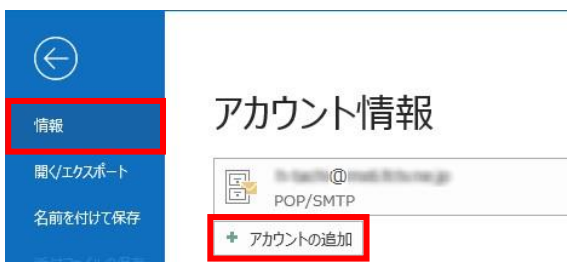 情報
開く/エクスポート
名前を付けて保存
アカウント情報
@
POP/SMTP
+ アカウントの追加